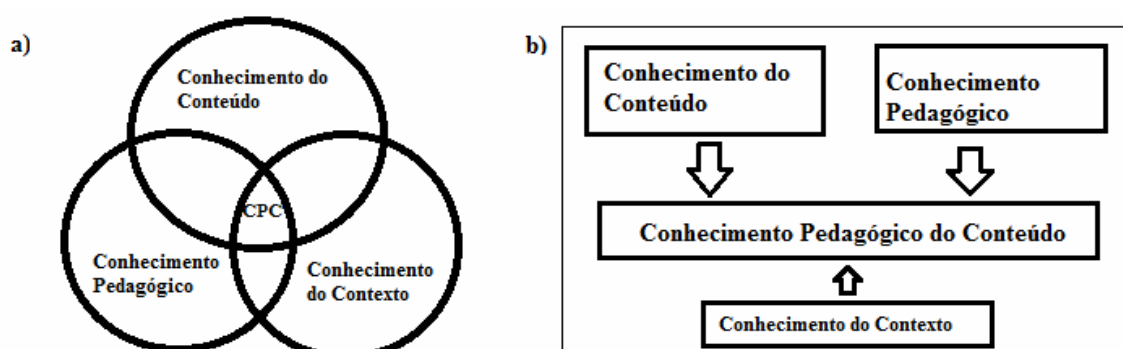 a)
Conhecimento do
Conteúdo
CPC
Conhecimento
Pedagógico
Conhecimento
do Contexto
b)
Conhecimento do
Conteúdo
Conhecimento
Pedagógico
Conhecimento Pedagógico do Conteúdo
Conhecimento do Contexto